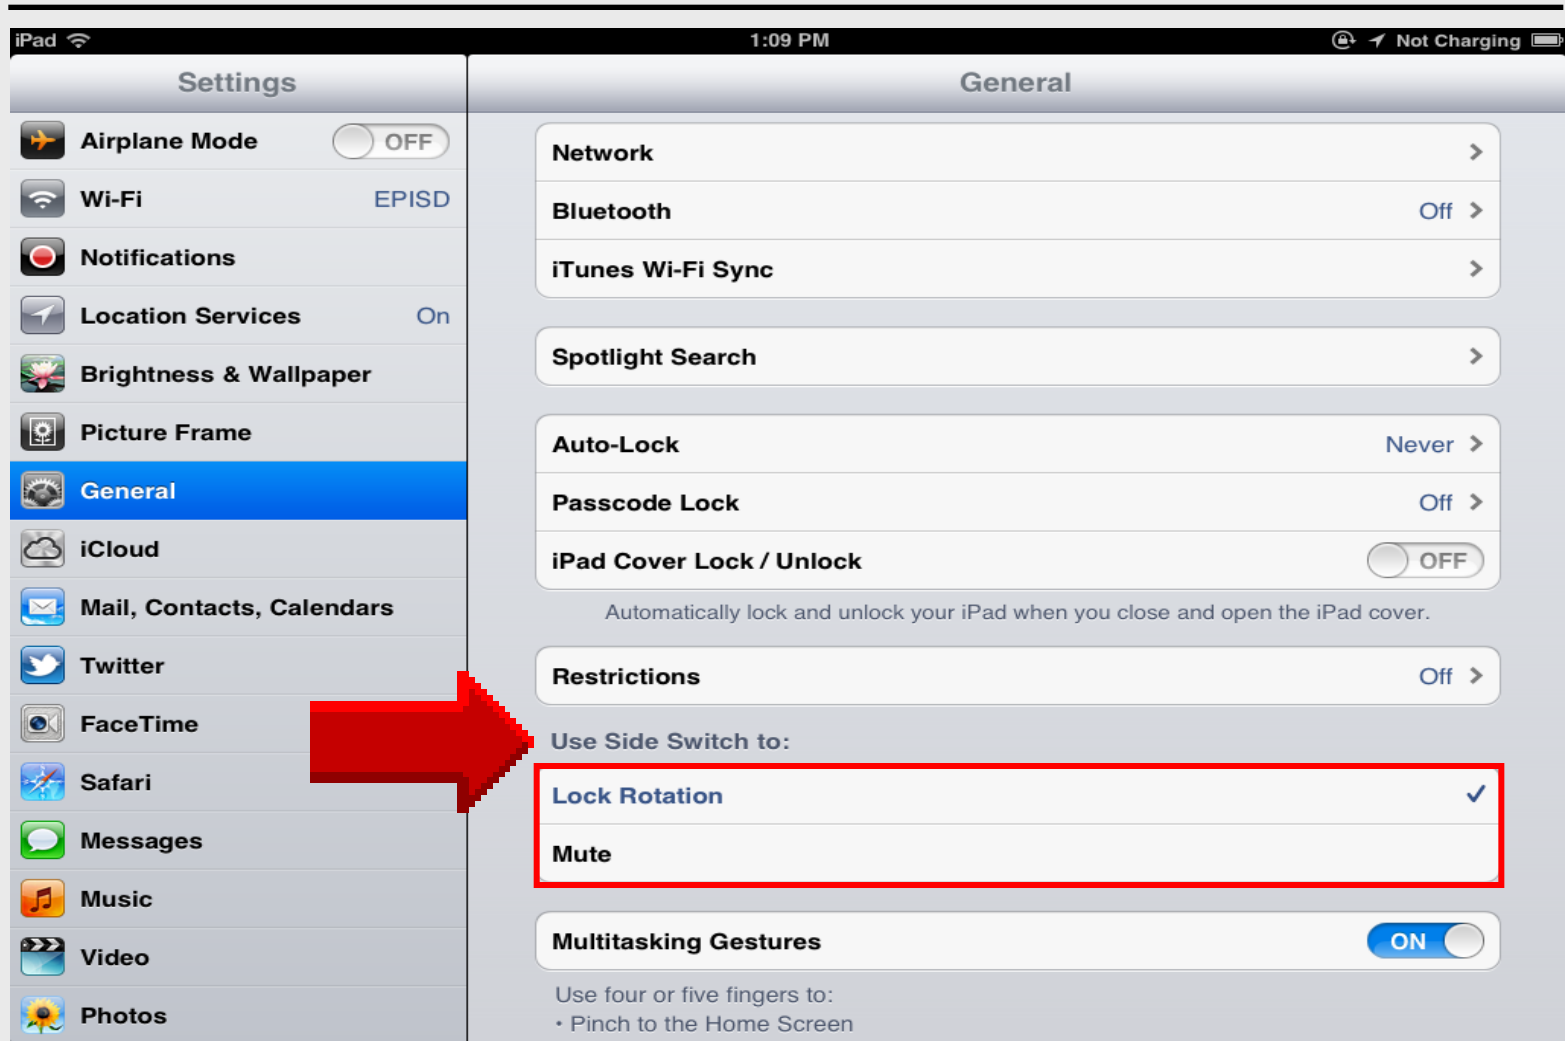 iPad 1:09 PM Not Charging
Settings
General
Airplane Mode OFF
Wi-Fi EPISD
Notifications
Location Services On
Brightness & Wallpaper
Picture Frame
General
iCloud
Mail, Contacts, Calendars
Twitter
FaceTime
Safari
Messages
Music
Video
Photos
Network
Bluetooth Off
iTunes Wi-Fi Sync
Spotlight Search
Auto-Lock Never
Passcode Lock Off
iPad Cover Lock / Unlock OFF
Automatically lock and unlock your iPad when you close and open the iPad cover.
Restrictions Off
Use Side Switch to:
Lock Rotation
Mute
Multitasking Gestures ON
Use four or five fingers to:
• Pinch to the Home Screen